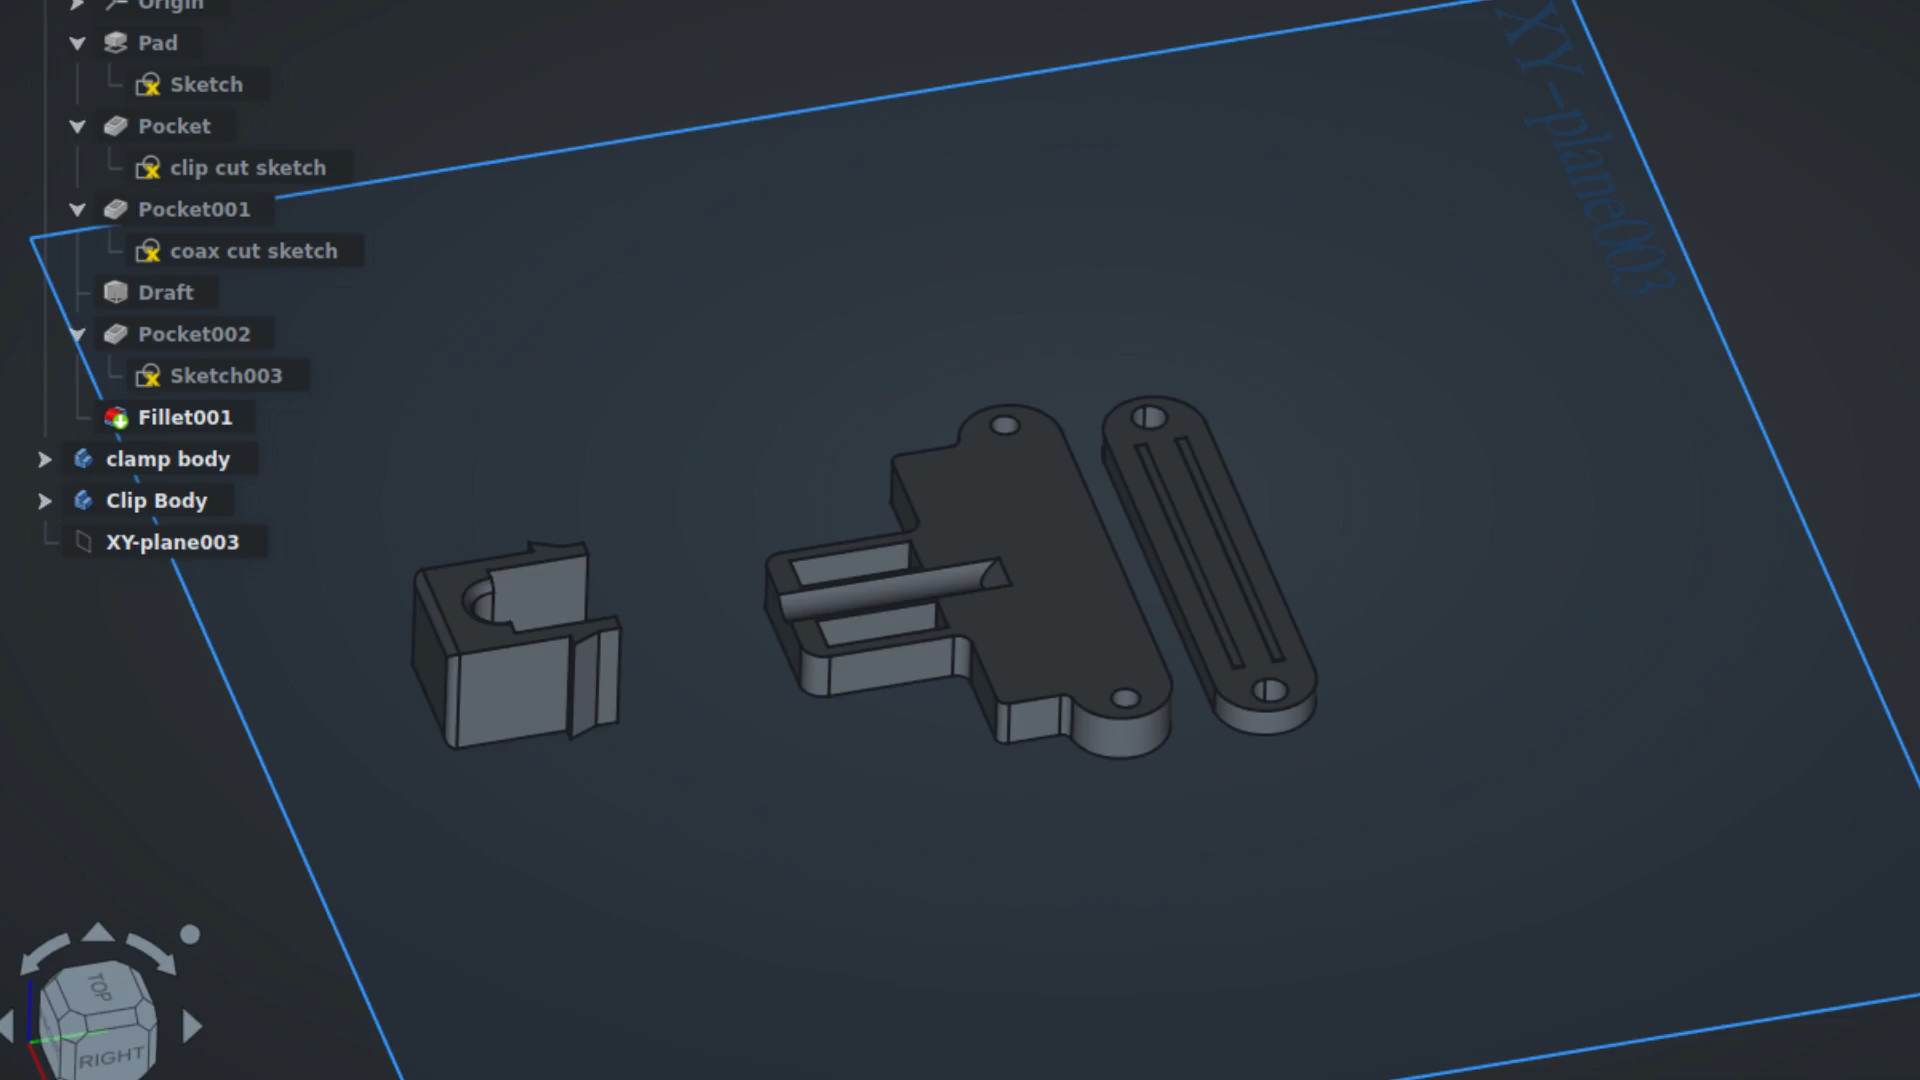 Origin
Pad
Sketch
Pocket
clip cut sketch
Pocket001
coax cut sketch
Draft
Pocket002
Sketch003
Fillet001
clamp body
Clip Body
XY-plane003
XY-plane003
TOP
RIGHT